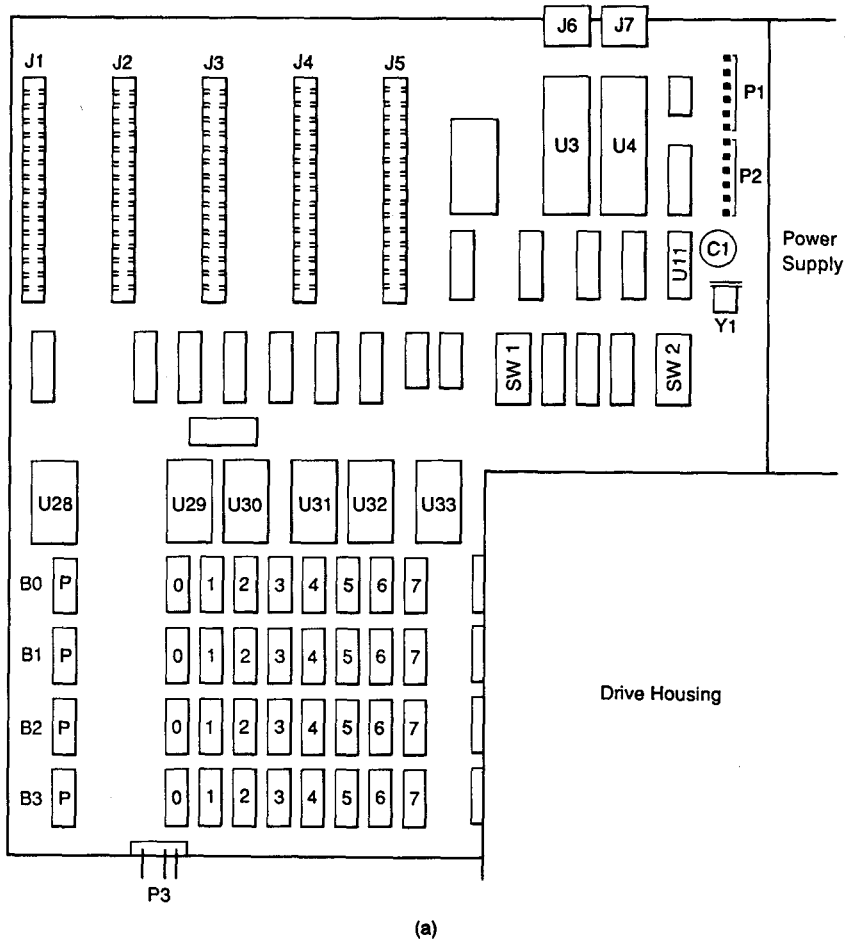 J6 J7
J1 J2 J3 J4 J5
P1
U3 U4
P2
U11 C1 Power
Supply
Y1
SW 1 SW 2
U28 U29 U30 U31 U32 U33
B0 P 0 1 2 3 4 5 6 7
B1 P 0 1 2 3 4 5 6 7
Drive Housing
B2 P 0 1 2 3 4 5 6 7
B3 P 0 1 2 3 4 5 6 7
P3
(a)